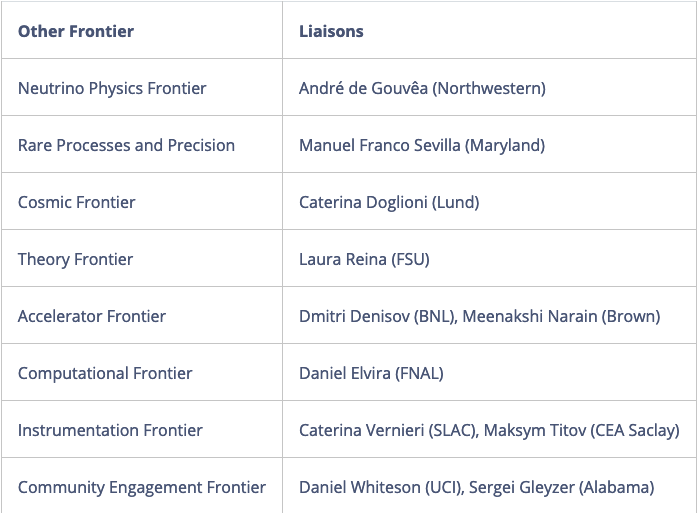 Other Frontier Liaisons
Neutrino Physics Frontier André de Gouvêa (Northwestern)
Rare Processes and Precision Manuel Franco Sevilla (Maryland)
Cosmic Frontier Caterina Doglioni (Lund)
Theory Frontier Laura Reina (FSU)
Accelerator Frontier Dmitri Denisov (BNL), Meenakshi Narain (Brown)
Computational Frontier Daniel Elvira (FNAL)
Instrumentation Frontier Caterina Vernieri (SLAC), Maksym Titov (CEA Saclay)
Community Engagement Frontier Daniel Whiteson (UCI), Sergei Gleyzer (Alabama)